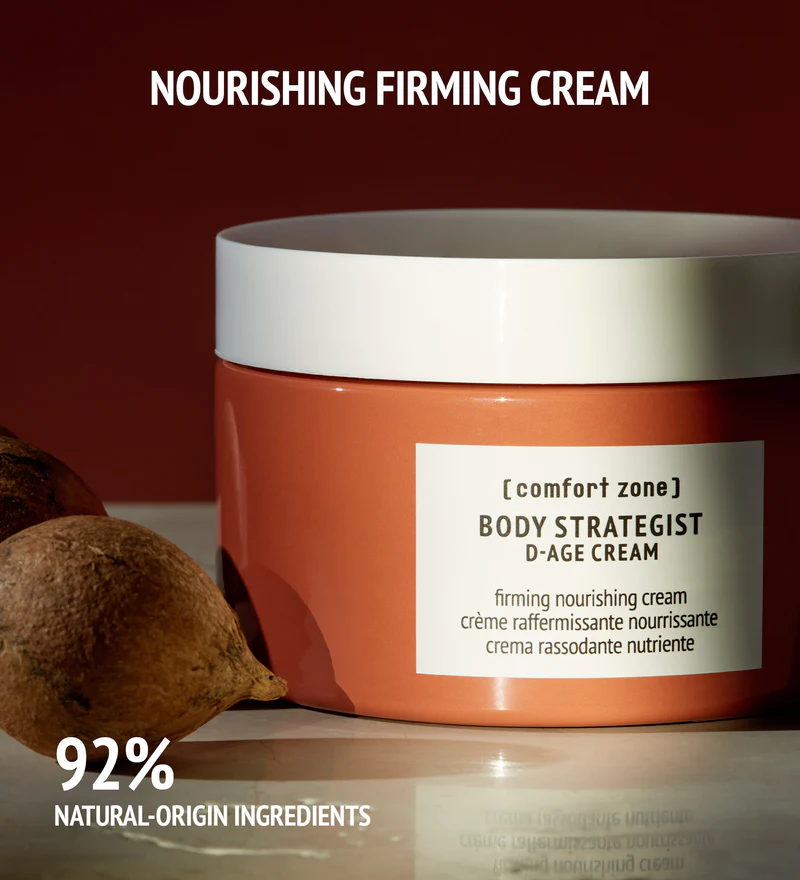 NOURISHING FIRMING CREAM
[comfort zone]
BODY STRATEGIST
D-AGE CREAM
firming nourishing cream
crème raffermissante nourrissante
crema rassodante nutriente
92%
NATURAL-ORIGIN INGREDIENTS